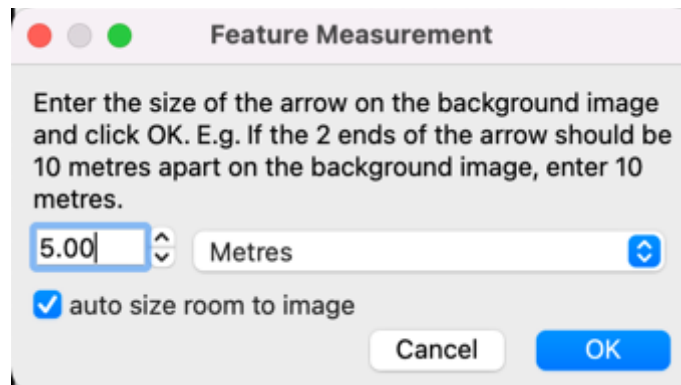 Feature Measurement
Enter the size of the arrow on the background image
and click OK. E.g. If the 2 ends of the arrow should be
10 metres apart on the background image, enter 10
metres.
5.00 Metres
auto size room to image
Cancel OK